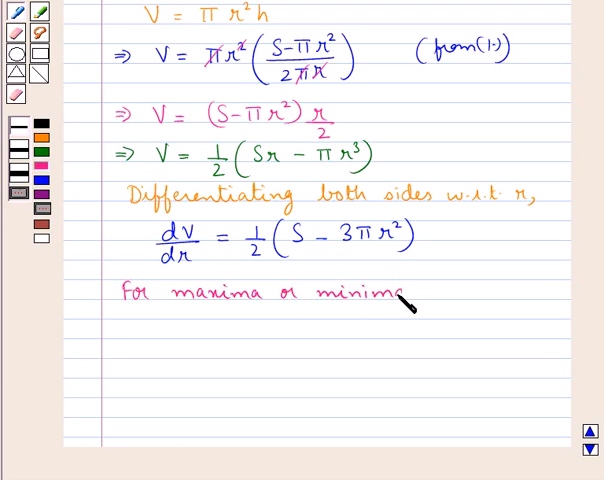 V = πr²h
⇒ V = πr² ( S-πr² / 2πr ) (from(1))
⇒ V = (S-πr²) r/2
⇒ V = 1/2 ( Sr - πr³ )
Differentiating both sides w.r.t. r,
dV/dr = 1/2 ( S - 3πr² )
For maxima or minima